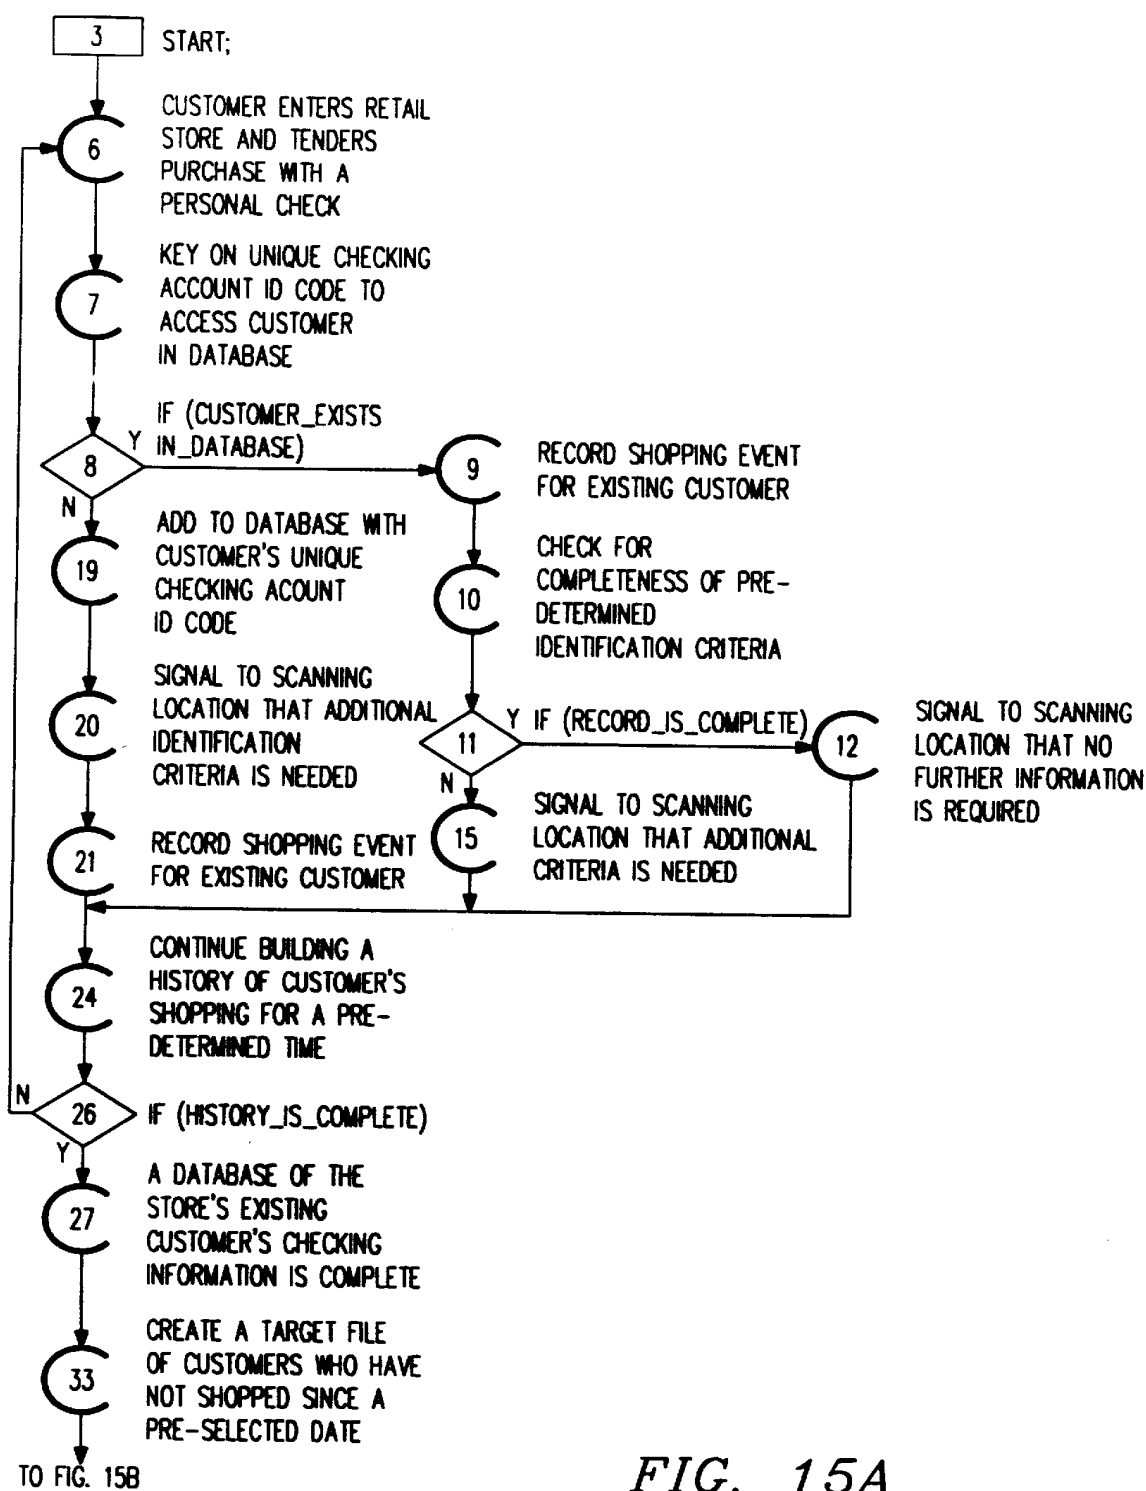 3 START;
6
CUSTOMER ENTERS RETAIL
STORE AND TENDERS
PURCHASE WITH A
PERSONAL CHECK
7
KEY ON UNIQUE CHECKING
ACCOUNT ID CODE TO
ACCESS CUSTOMER
IN DATABASE
8
Y
N
IF (CUSTOMER_EXISTS
IN_DATABASE)
9
RECORD SHOPPING EVENT
FOR EXISTING CUSTOMER
19
ADD TO DATABASE WITH
CUSTOMER'S UNIQUE
CHECKING ACOUNT
ID CODE
10
CHECK FOR
COMPLETENESS OF PRE-
DETERMINED
IDENTIFICATION CRITERIA
20
SIGNAL TO SCANNING
LOCATION THAT ADDITIONAL
IDENTIFICATION
CRITERIA IS NEEDED
11
Y IF (RECORD_IS_COMPLETE)
N
12
SIGNAL TO SCANNING
LOCATION THAT NO
FURTHER INFORMATION
IS REQUIRED
15
SIGNAL TO SCANNING
LOCATION THAT ADDITIONAL
CRITERIA IS NEEDED
21
RECORD SHOPPING EVENT
FOR EXISTING CUSTOMER
24
CONTINUE BUILDING A
HISTORY OF CUSTOMER'S
SHOPPING FOR A PRE-
DETERMINED TIME
N
26
IF (HISTORY_IS_COMPLETE)
Y
27
A DATABASE OF THE
STORE'S EXISTING
CUSTOMER'S CHECKING
INFORMATION IS COMPLETE
33
CREATE A TARGET FILE
OF CUSTOMERS WHO HAVE
NOT SHOPPED SINCE A
PRE-SELECTED DATE
TO FIG. 15B
FIG. 15A